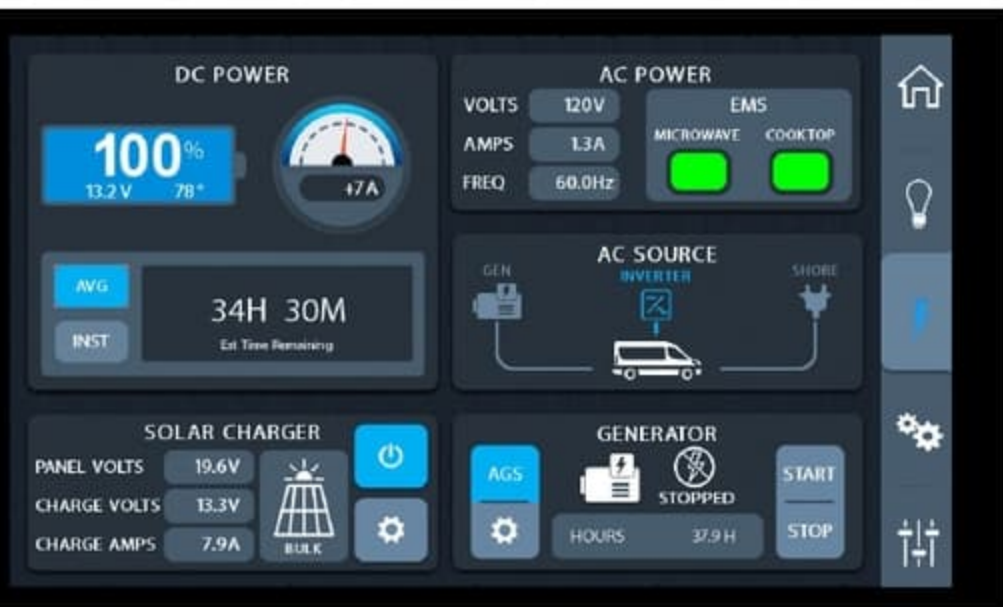 DC POWER
100%
13.2 V 78°
+7A
AVG
INST
34H 30M
Est Time Remaining
AC POWER
VOLTS 120V
AMPS 1.3A
FREQ 60.0Hz
EMS
MICROWAVE COOKTOP
AC SOURCE
GEN
INVERTER
SHORE
SOLAR CHARGER
PANEL VOLTS 19.6V
CHARGE VOLTS 13.3V
CHARGE AMPS 7.9A
BULK
GENERATOR
AGS
STOPPED
HOURS 37.9 H
START
STOP